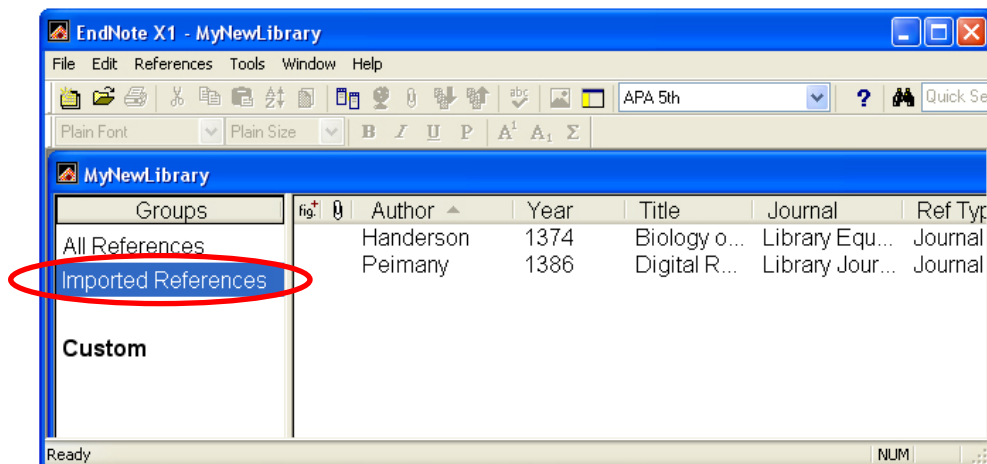 EndNote X1 - MyNewLibrary
File Edit References Tools Window Help
APA 5th ? Quick Se
Plain Font Plain Size B I U P A¹ A₁ Σ
MyNewLibrary
Groups fig. Author Year Title Journal Ref Typ
All References Handerson 1374 Biology o... Library Equ... Journal
Imported References Peimany 1386 Digital R... Library Jour... Journal
Custom
Ready NUM